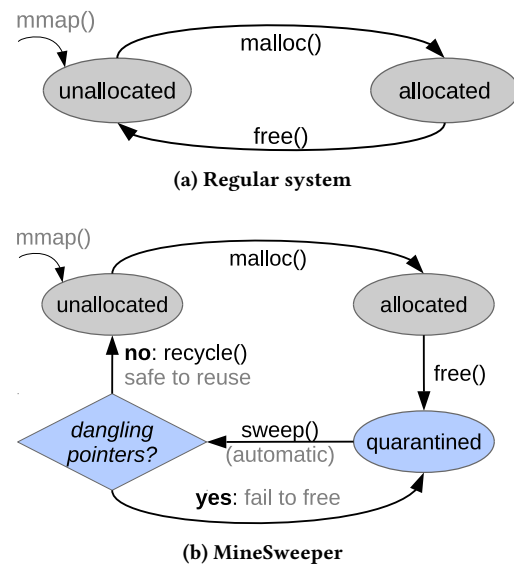 mmap()
malloc()
unallocated
allocated
free()
(a) Regular system
mmap()
malloc()
unallocated
allocated
no: recycle()
safe to reuse
free()
dangling
pointers?
sweep()
(automatic)
quarantined
yes: fail to free
(b) MineSweeper